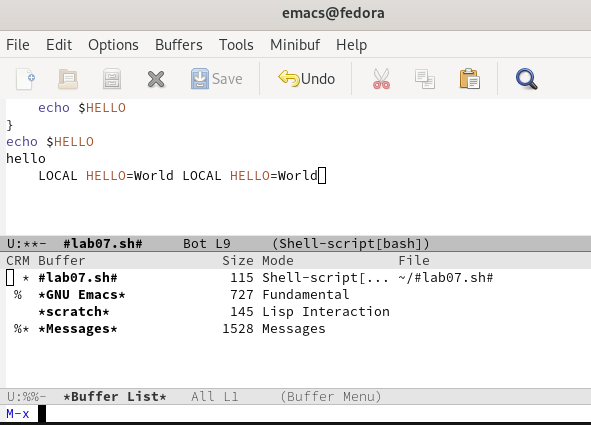 emacs@fedora
File Edit Options Buffers Tools Minibuf Help
Save Undo
    echo $HELLO
}
echo $HELLO
hello
    LOCAL HELLO=World LOCAL HELLO=World
U:**-  #lab07.sh#     Bot L9     (Shell-script[bash])
CRM Buffer                Size Mode              File
  * #lab07.sh#             115 Shell-script[... ~/#lab07.sh#
 %  *GNU Emacs*            727 Fundamental
    *scratch*              145 Lisp Interaction
 %* *Messages*            1528 Messages
U:%%-  *Buffer List*   All L1     (Buffer Menu)
M-x